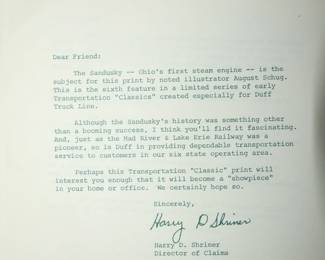 Dear Friend:
The Sandusky -- Ohio's first steam engine -- is the
subject for this print by noted illustrator August Schug.
This is the sixth feature in a limited series of early
Transportation "Classics" created especially for Duff
Truck Line.
Although the Sandusky's history was something other
than a booming success, I think you'll find it fascinating.
And, just as the Mad River & Lake Erie Railway was a
pioneer, so is Duff in providing dependable transportation
service to customers in our six state operating area.
Perhaps this Transportation "Classic" print will
interest you enough that it will become a "showpiece"
in your home or office. We certainly hope so.
Sincerely,
Harry D Shriner
Harry D. Shriner
Director of Claims